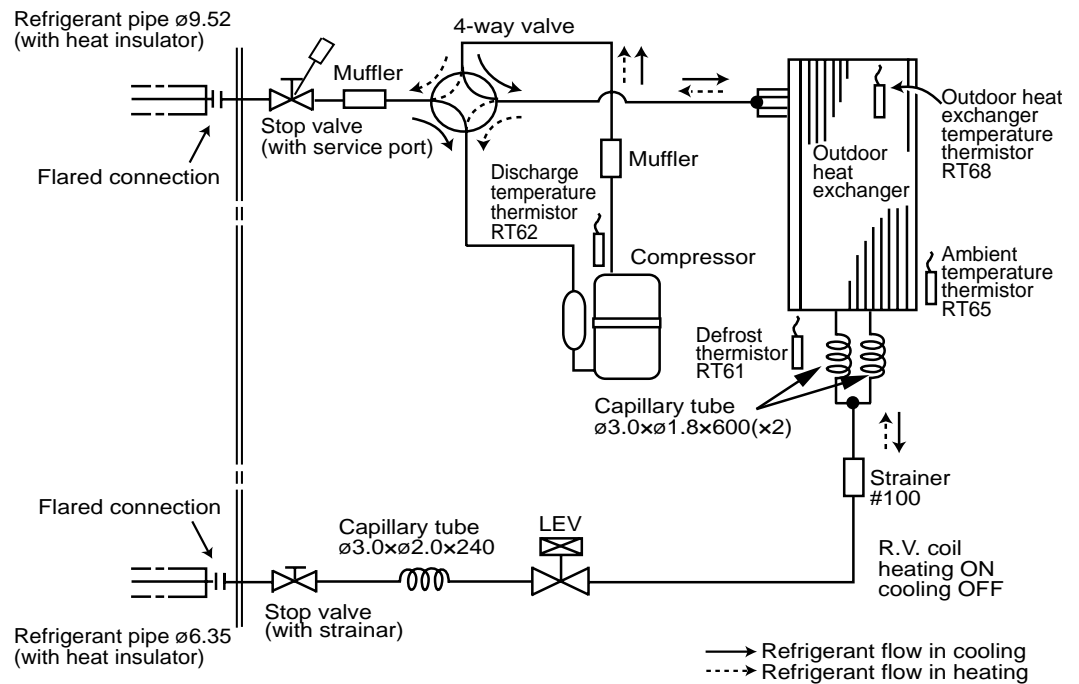 Refrigerant pipe ø9.52
(with heat insulator)
4-way valve
Muffler
Stop valve
(with service port)
Flared connection
Discharge
temperature
thermistor
RT62
Muffler
Compressor
Outdoor
heat
exchanger
Outdoor heat
exchanger
temperature
thermistor
RT68
Ambient
temperature
thermistor
RT65
Defrost
thermistor
RT61
Capillary tube
ø3.0×ø1.8×600(×2)
Strainer
#100
Flared connection
Capillary tube
ø3.0×ø2.0×240
LEV
R.V. coil
heating ON
cooling OFF
Stop valve
(with strainar)
Refrigerant pipe ø6.35
(with heat insulator)
Refrigerant flow in cooling
Refrigerant flow in heating